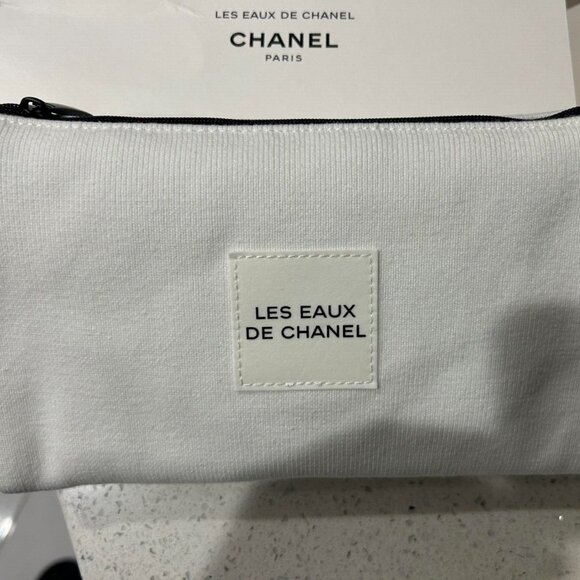 LES EAUX DE CHANEL
CHANEL
PARIS
LES EAUX
DE CHANEL